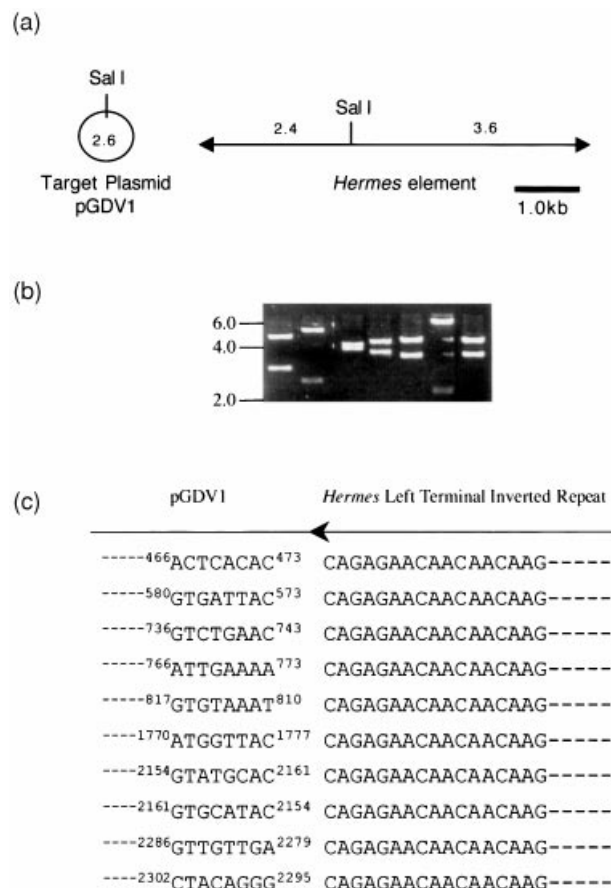 (a)
Sal I
Sal I
2.6
2.4
3.6
Target Plasmid
pGDV1
Hermes element
1.0kb
(b)
6.0
4.0
2.0
(c)
pGDV1
Hermes Left Terminal Inverted Repeat
-----466ACTCACAC473 CAGAGAACAACAACAAG------
----580GTGATTAC573 CAGAGAACAACAACAAG------
----736GTCTGAAC743 CAGAGAACAACAACAAG------
----766ATTGAAAA773 CAGAGAACAACAACAAG------
----817GTGTAAAT810 CAGAGAACAACAACAAG------
----1770ATGGTTAC1777 CAGAGAACAACAACAAG------
----2154GTATGCAC2161 CAGAGAACAACAACAAG------
----2161GTGCATAC2154 CAGAGAACAACAACAAG------
----2286GTTGTTGA2279 CAGAGAACAACAACAAG------
----2302CTACAGGG2295 CAGAGAACAACAACAAG------